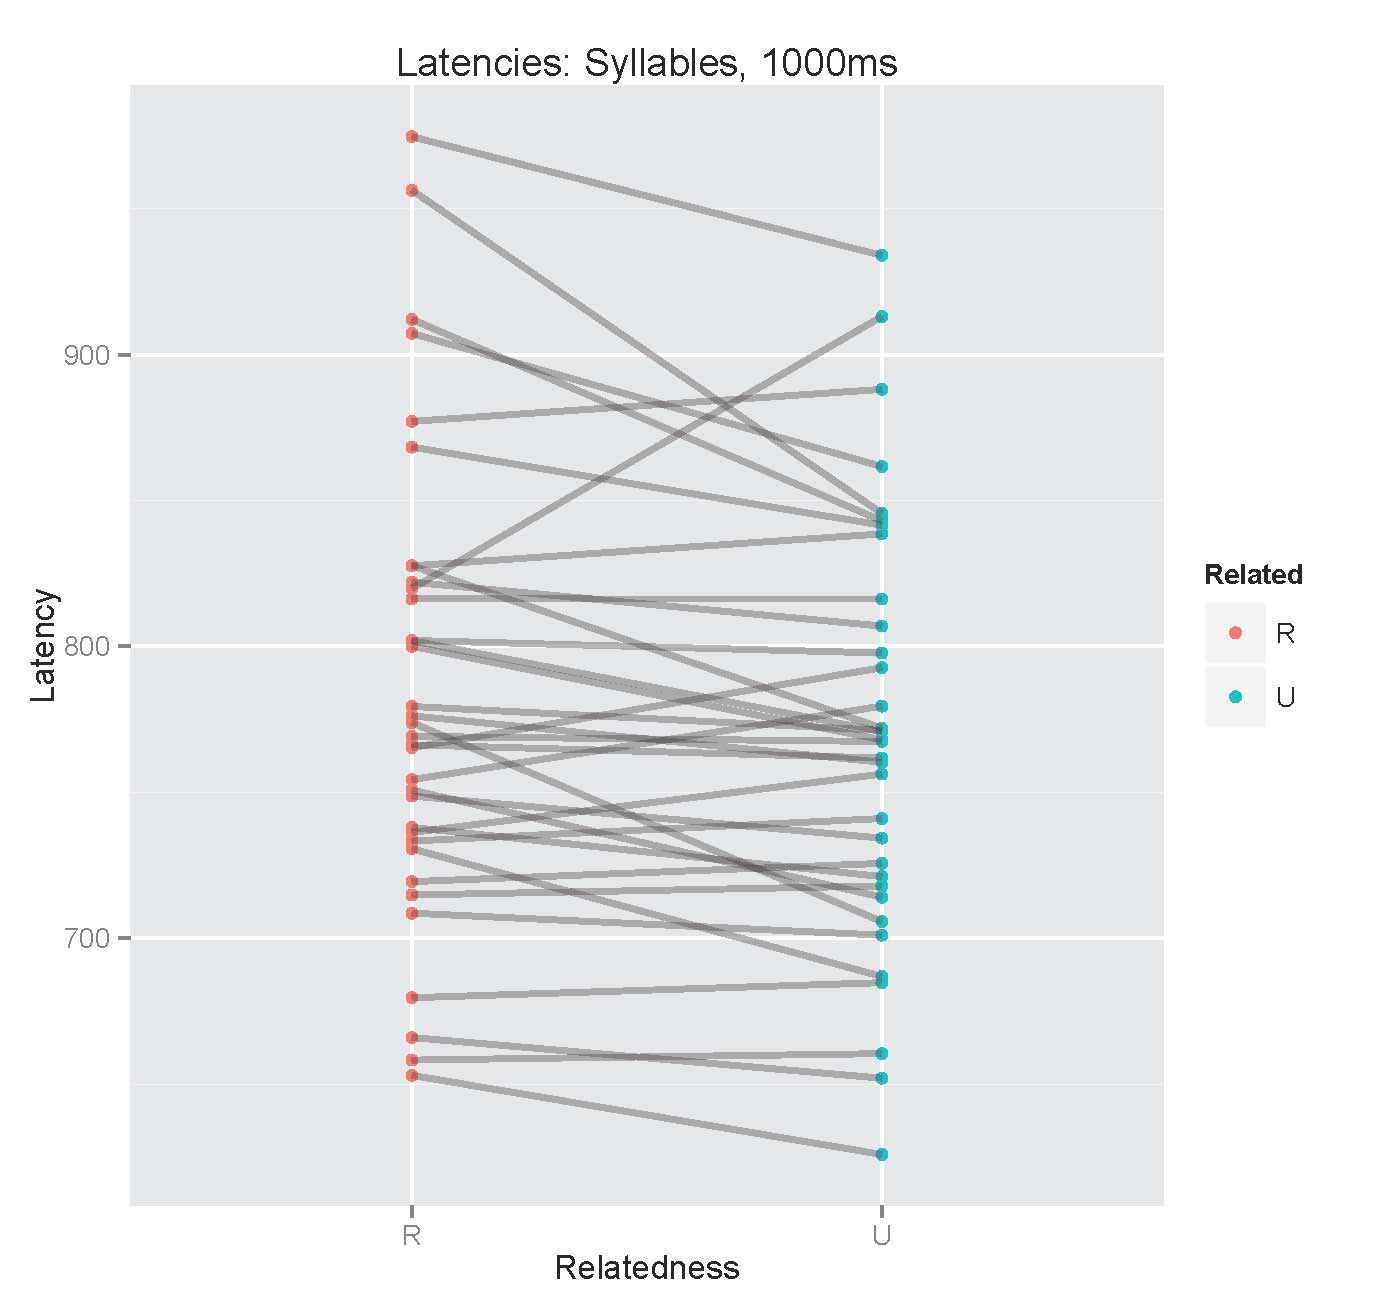 Latencies: Syllables, 1000ms
900
800
700
Latency
R
U
Relatedness
Related
R
U